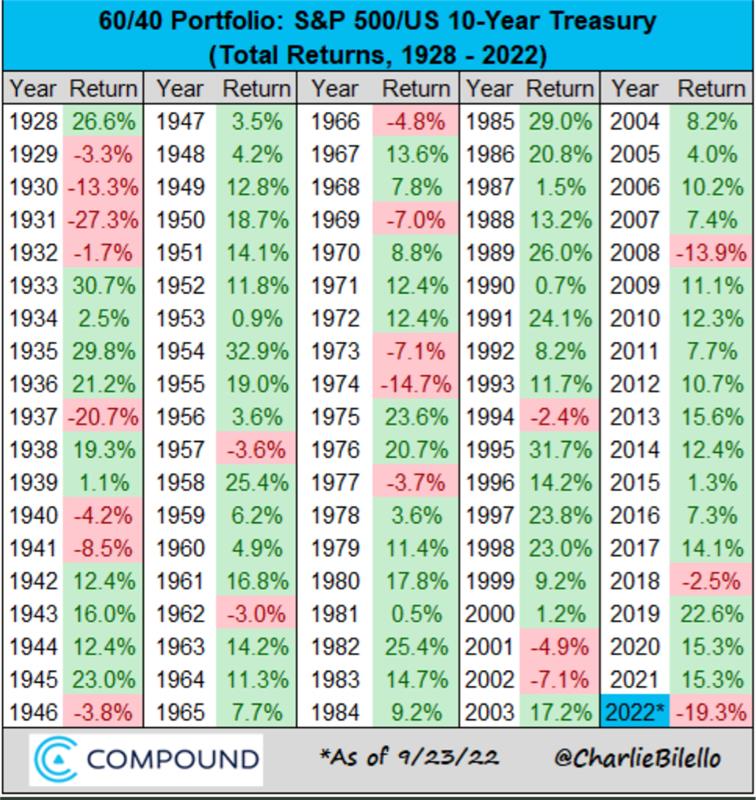 60/40 Portfolio: S&P 500/US 10-Year Treasury
(Total Returns, 1928 - 2022)
Year Return Year Return Year Return Year Return Year Return
1928 26.6% 1947 3.5% 1966 -4.8% 1985 29.0% 2004 8.2%
1929 -3.3% 1948 4.2% 1967 13.6% 1986 20.8% 2005 4.0%
1930 -13.3% 1949 12.8% 1968 7.8% 1987 1.5% 2006 10.2%
1931 -27.3% 1950 18.7% 1969 -7.0% 1988 13.2% 2007 7.4%
1932 -1.7% 1951 14.1% 1970 8.8% 1989 26.0% 2008 -13.9%
1933 30.7% 1952 11.8% 1971 12.4% 1990 0.7% 2009 11.1%
1934 2.5% 1953 0.9% 1972 12.4% 1991 24.1% 2010 12.3%
1935 29.8% 1954 32.9% 1973 -7.1% 1992 8.2% 2011 7.7%
1936 21.2% 1955 19.0% 1974 -14.7% 1993 11.7% 2012 10.7%
1937 -20.7% 1956 3.6% 1975 23.6% 1994 -2.4% 2013 15.6%
1938 19.3% 1957 -3.6% 1976 20.7% 1995 31.7% 2014 12.4%
1939 1.1% 1958 25.4% 1977 -3.7% 1996 14.2% 2015 1.3%
1940 -4.2% 1959 6.2% 1978 3.6% 1997 23.8% 2016 7.3%
1941 -8.5% 1960 4.9% 1979 11.4% 1998 23.0% 2017 14.1%
1942 12.4% 1961 16.8% 1980 17.8% 1999 9.2% 2018 -2.5%
1943 16.0% 1962 -3.0% 1981 0.5% 2000 1.2% 2019 22.6%
1944 12.4% 1963 14.2% 1982 25.4% 2001 -4.9% 2020 15.3%
1945 23.0% 1964 11.3% 1983 14.7% 2002 -7.1% 2021 15.3%
1946 -3.8% 1965 7.7% 1984 9.2% 2003 17.2% 2022* -19.3%
COMPOUND *As of 9/23/22 @CharlieBilello